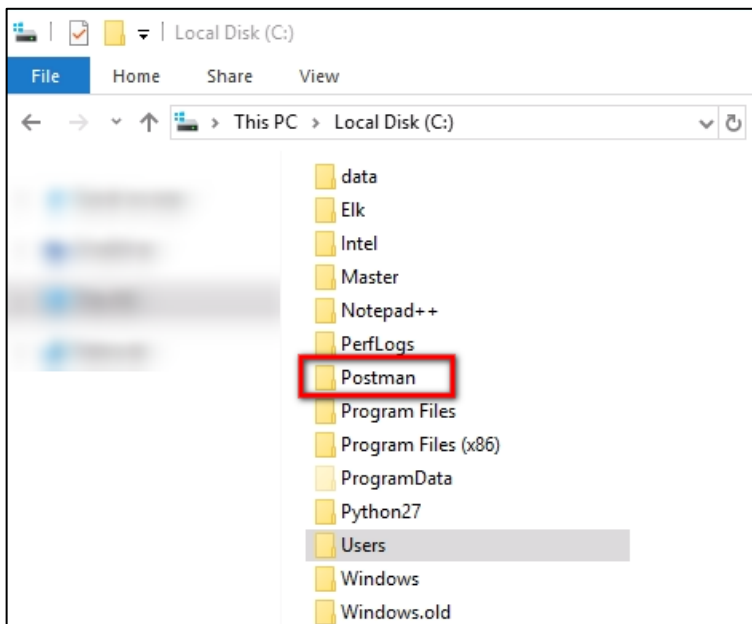 Local Disk (C:)
File Home Share View
This PC > Local Disk (C:)
data
Elk
Intel
Master
Notepad++
PerfLogs
Postman
Program Files
Program Files (x86)
ProgramData
Python27
Users
Windows
Windows.old